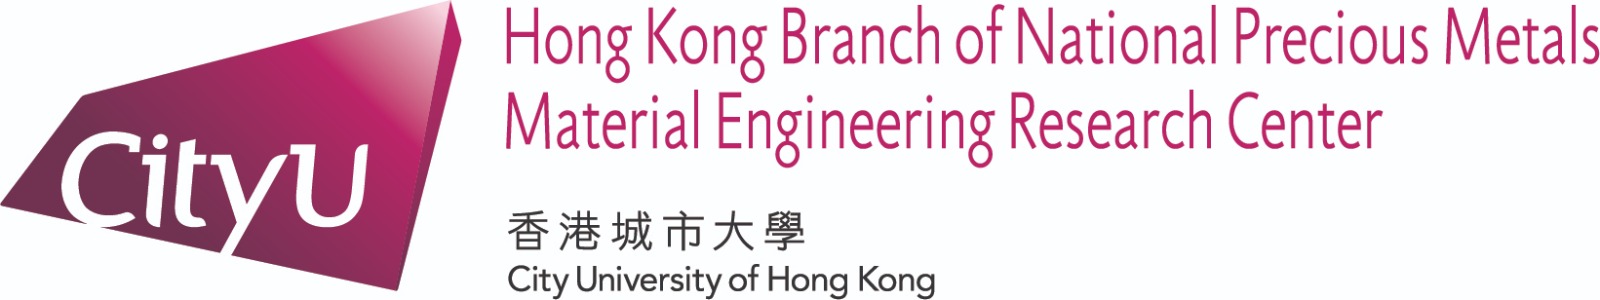 CityU
Hong Kong Branch of National Precious Metals
Material Engineering Research Center
香港城市大學
City University of Hong Kong